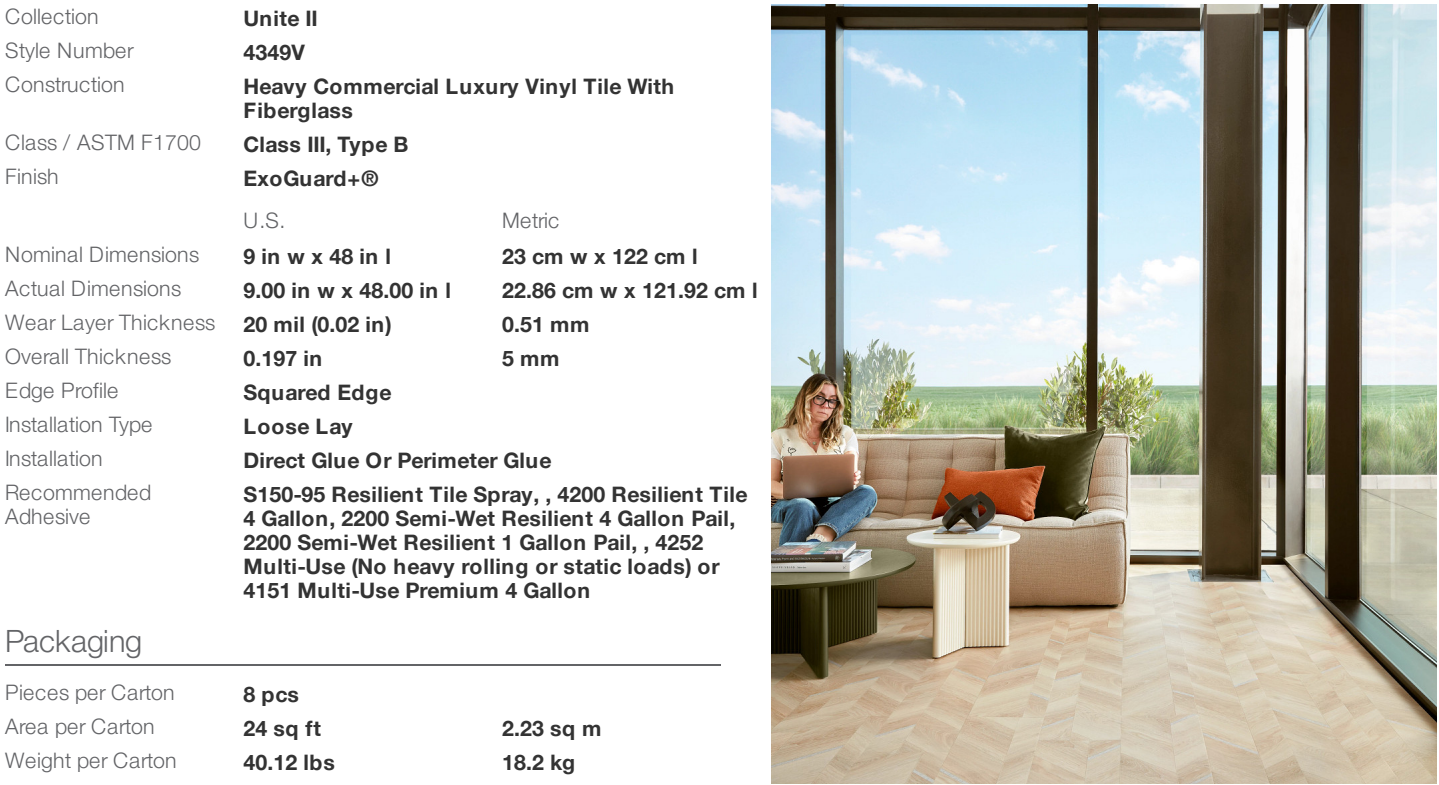 Collection Unite II
Style Number 4349V
Construction Heavy Commercial Luxury Vinyl Tile With
Fiberglass
Class / ASTM F1700 Class III, Type B
Finish ExoGuard+®
U.S. Metric
Nominal Dimensions 9 in w x 48 in l 23 cm w x 122 cm l
Actual Dimensions 9.00 in w x 48.00 in l 22.86 cm w x 121.92 cm l
Wear Layer Thickness 20 mil (0.02 in) 0.51 mm
Overall Thickness 0.197 in 5 mm
Edge Profile Squared Edge
Installation Type Loose Lay
Installation Direct Glue Or Perimeter Glue
Recommended S150-95 Resilient Tile Spray, , 4200 Resilient Tile
Adhesive 4 Gallon, 2200 Semi-Wet Resilient 4 Gallon Pail,
2200 Semi-Wet Resilient 1 Gallon Pail, , 4252
Multi-Use (No heavy rolling or static loads) or
4151 Multi-Use Premium 4 Gallon
Packaging
Pieces per Carton 8 pcs
Area per Carton 24 sq ft 2.23 sq m
Weight per Carton 40.12 lbs 18.2 kg